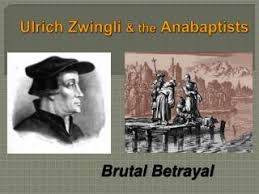 Ulrich Zwingli & the Anabaptists
Brutal Betrayal